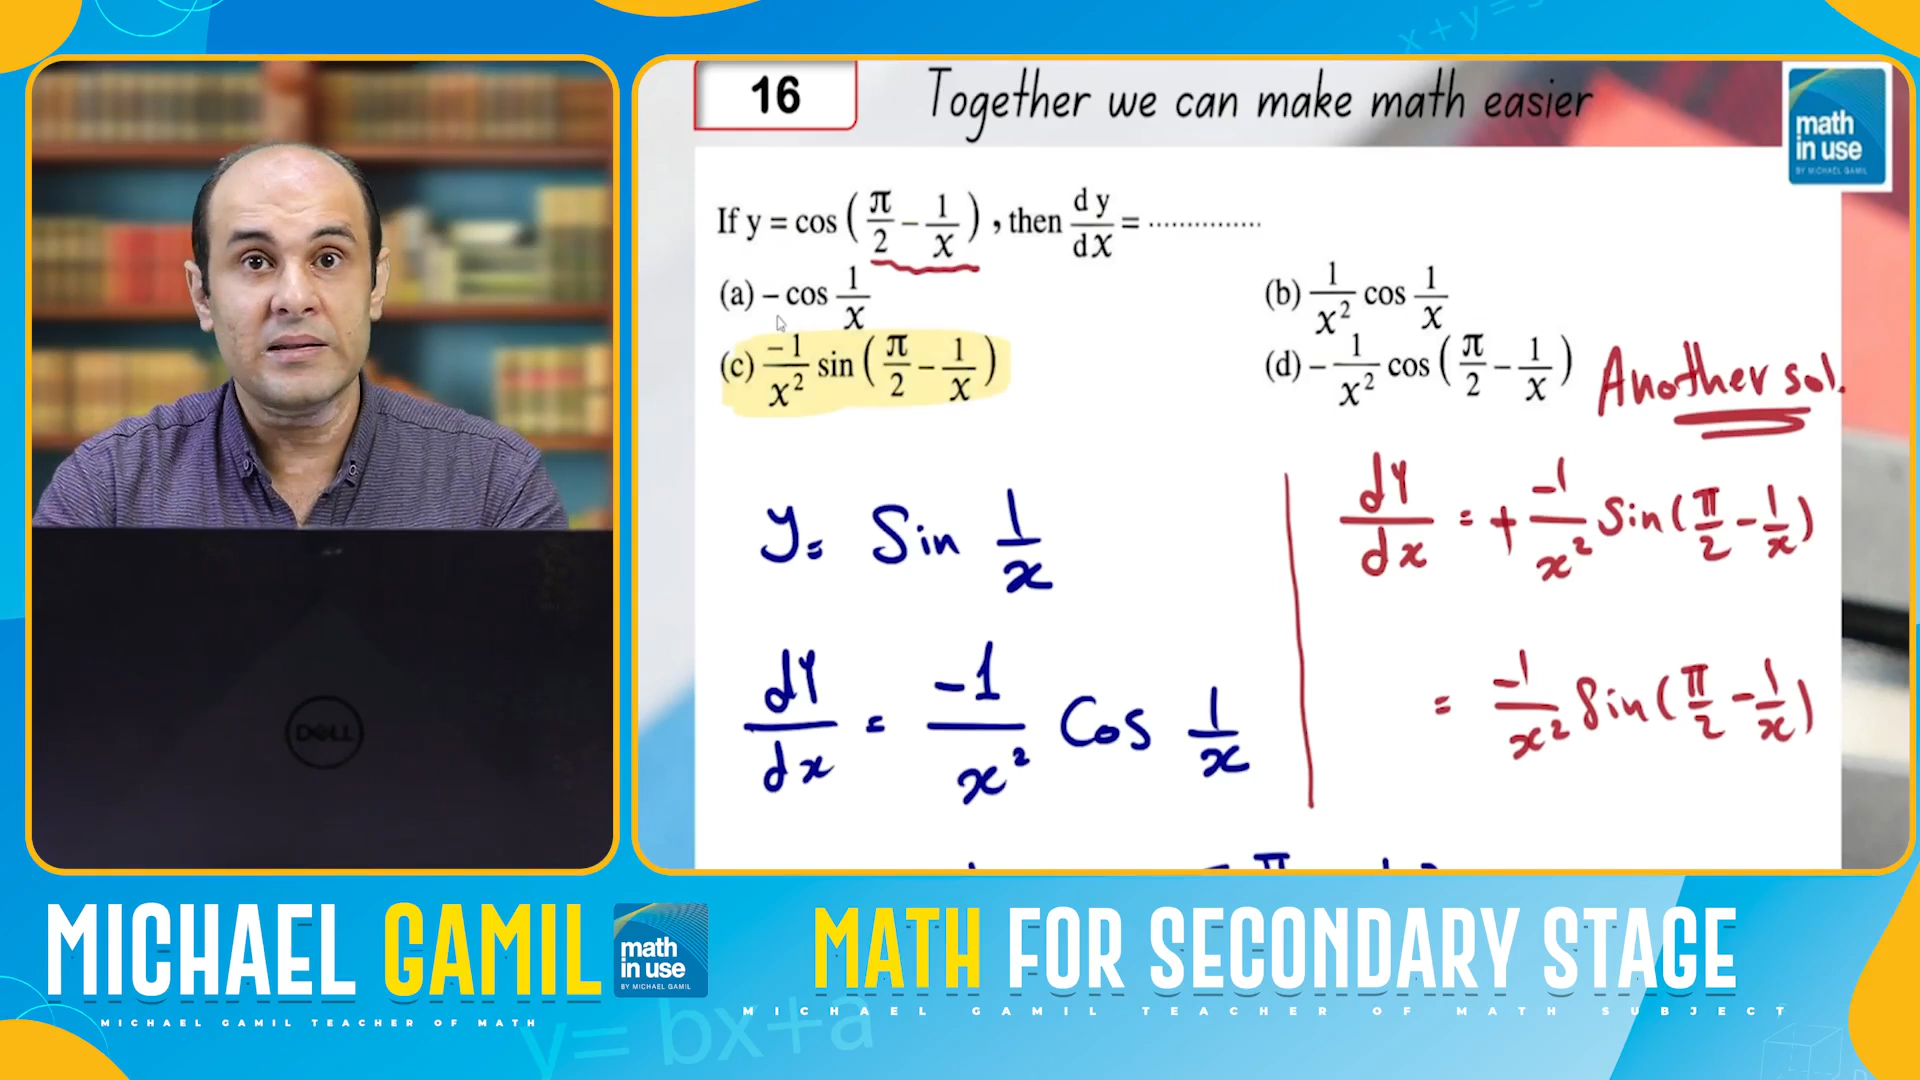 x + y =
16
Together we can make math easier
math
in use
BY MICHAEL GAMIL
If y = cos ( π/2 – 1/x ) , then dy/dx = ...............
(a) – cos 1/x
(b) 1/x² cos 1/x
(c) –1/x² sin ( π/2 – 1/x )
(d) – 1/x² cos ( π/2 – 1/x )
Another sol.
y = Sin 1/x
dy/dx = + -1/x² Sin ( π/2 - 1/x )
dy/dx = -1/x² Cos 1/x
= -1/x² Sin ( π/2 - 1/x )
DELL
MICHAEL GAMIL
math
in use
BY MICHAEL GAMIL
MATH FOR SECONDARY STAGE
MICHAEL GAMIL TEACHER OF MATH
MICHAEL GAMIL TEACHER OF MATH SUBJECT
y= bx+a